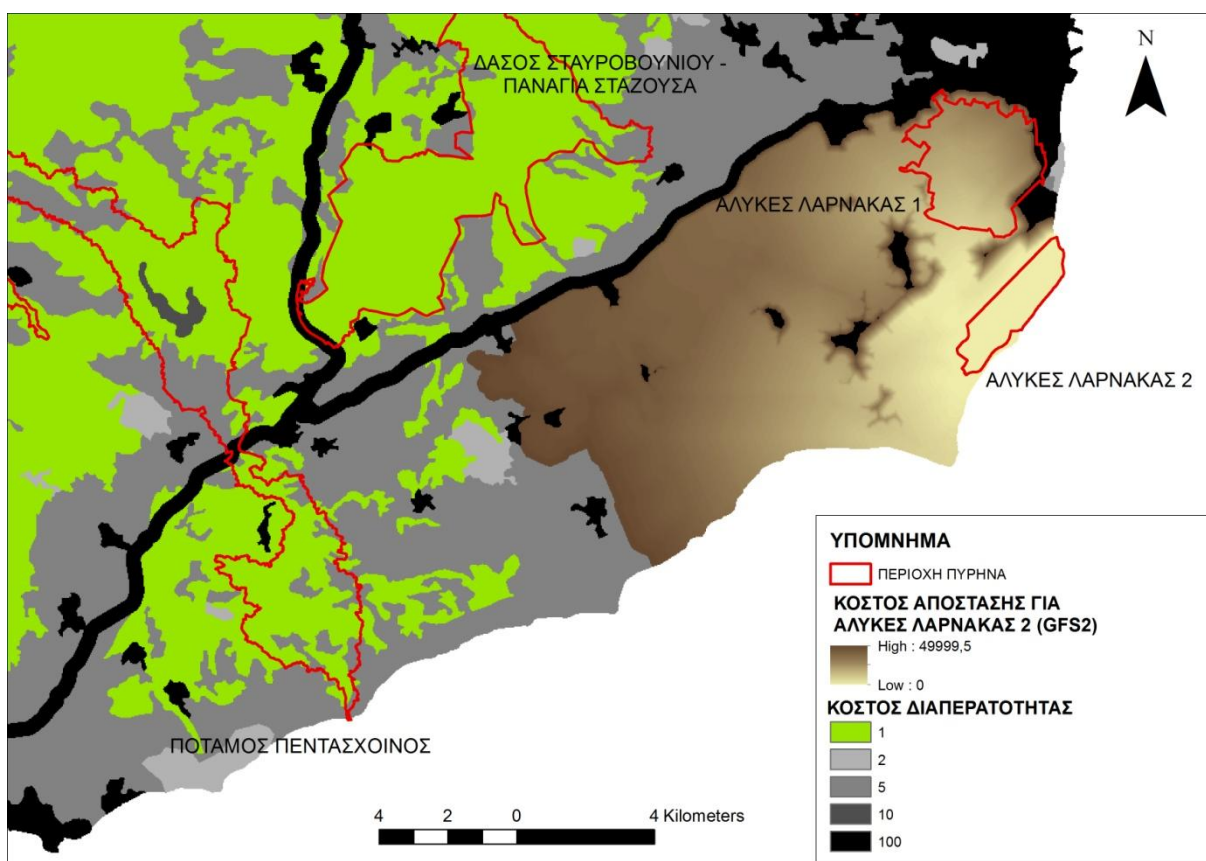 N
ΔΑΣΟΣ ΣΤΑΥΡΟΒΟΥΝΙΟΥ -
ΠΑΝΑΓΙΑ ΣΤΑΖΟΥΣΑ
ΑΛΥΚΕΣ ΛΑΡΝΑΚΑΣ 1
ΑΛΥΚΕΣ ΛΑΡΝΑΚΑΣ 2
ΠΟΤΑΜΟΣ ΠΕΝΤΑΣΧΟΙΝΟΣ
4 2 0 4 Kilometers
ΥΠΟΜΝΗΜΑ
ΠΕΡΙΟΧΗ ΠΥΡΗΝΑ
ΚΟΣΤΟΣ ΑΠΟΣΤΑΣΗΣ ΓΙΑ
ΑΛΥΚΕΣ ΛΑΡΝΑΚΑΣ 2 (GFS2)
High : 49999,5
Low : 0
ΚΟΣΤΟΣ ΔΙΑΠΕΡΑΤΟΤΗΤΑΣ
1
2
5
10
100